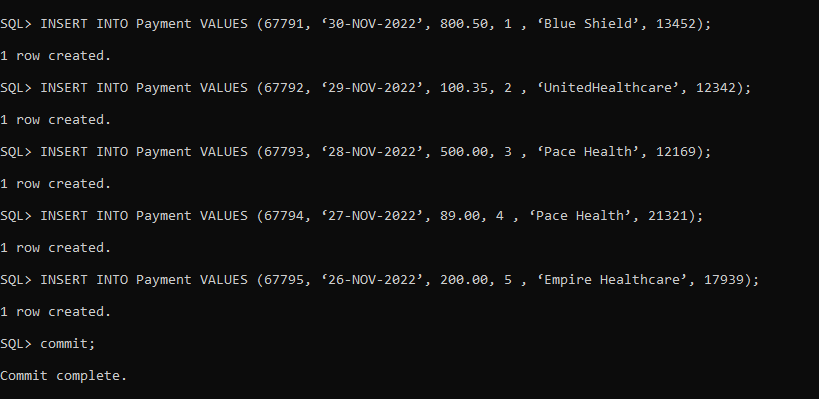 SQL> INSERT INTO Payment VALUES (67791, ‘30-NOV-2022’, 800.50, 1 , ‘Blue Shield’, 13452);
1 row created.
SQL> INSERT INTO Payment VALUES (67792, ‘29-NOV-2022’, 100.35, 2 , ‘UnitedHealthcare’, 12342);
1 row created.
SQL> INSERT INTO Payment VALUES (67793, ‘28-NOV-2022’, 500.00, 3 , ‘Pace Health’, 12169);
1 row created.
SQL> INSERT INTO Payment VALUES (67794, ‘27-NOV-2022’, 89.00, 4 , ‘Pace Health’, 21321);
1 row created.
SQL> INSERT INTO Payment VALUES (67795, ‘26-NOV-2022’, 200.00, 5 , ‘Empire Healthcare’, 17939);
1 row created.
SQL> commit;
Commit complete.